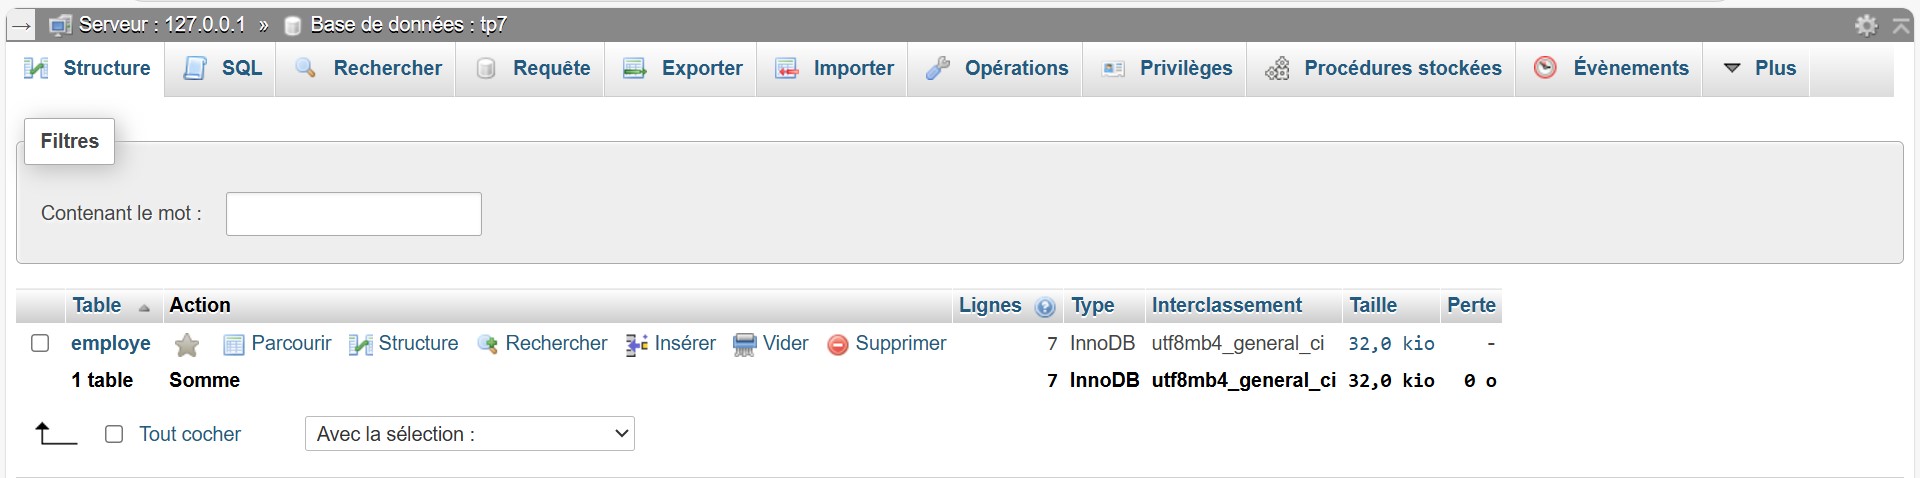 Serveur : 127.0.0.1 » Base de données : tp7
Structure SQL Rechercher Requête Exporter Importer Opérations Privilèges Procédures stockées Évènements Plus
Filtres
Contenant le mot :
Table Action Lignes Type Interclassement Taille Perte
employe Parcourir Structure Rechercher Insérer Vider Supprimer 7 InnoDB utf8mb4_general_ci 32,0 kio -
1 table Somme 7 InnoDB utf8mb4_general_ci 32,0 kio 0 o
Tout cocher Avec la sélection :